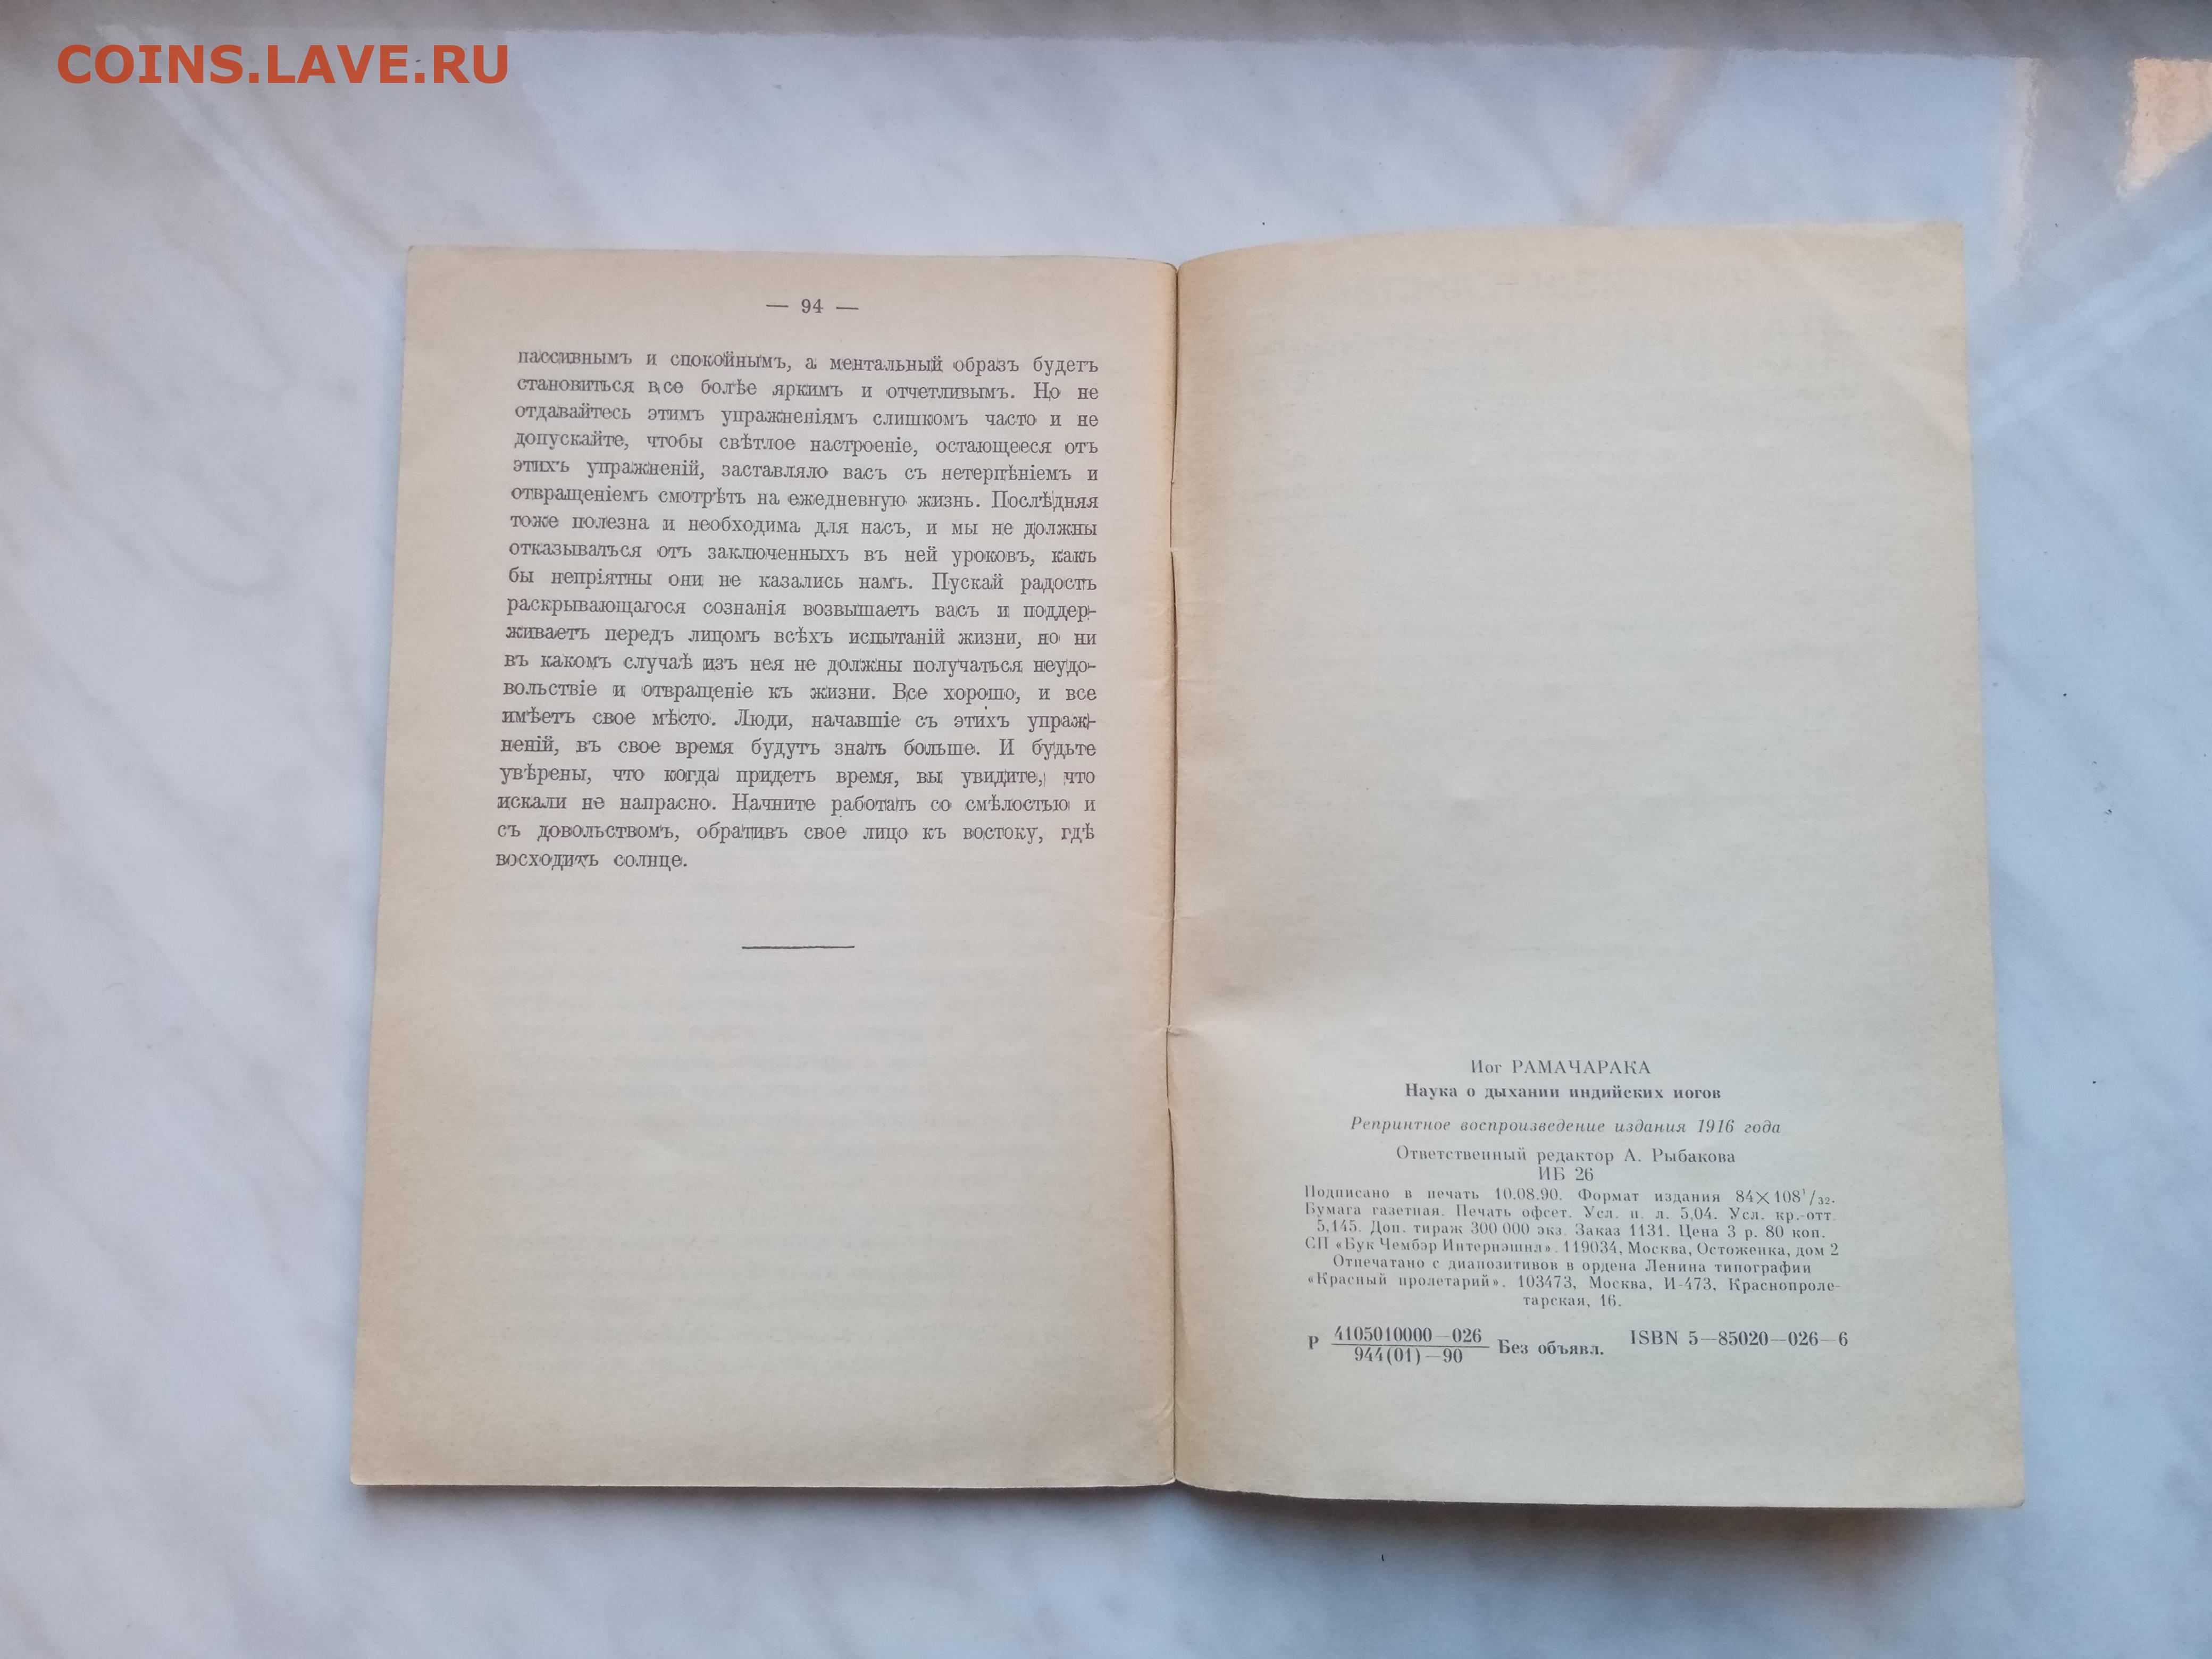 COINS.LAVE.RU
— 94 —
пассивнымъ и спокойнымъ, а ментальный образъ будетъ
становиться все болѣе яркимъ и отчетливымъ. Но не
отдавайтесь этимъ упражненіямъ слишкомъ часто и не
допускайте, чтобы свѣтлое настроеніе, остающееся отъ
этихъ упражненій, заставляло васъ съ нетерпѣніемъ и
отвращеніемъ смотрѣть на ежедневную жизнь. Послѣдняя
тоже полезна и необходима для насъ, и мы не должны
отказываться отъ заключенныхъ въ ней уроковъ, какъ
бы непріятны они не казались намъ. Пускай радость
раскрывающагося сознанія возвышаетъ васъ и поддер-
живаетъ передъ лицомъ всѣхъ испытаній жизни, но ни
въ какомъ случаѣ изъ нея не должны получаться неудо-
вольствіе и отвращеніе къ жизни. Все хорошо, и все
имѣетъ свое мѣсто. Люди, начавшіе съ этихъ упраж-
неній, въ свое время будутъ знать больше. И будьте
увѣрены, что когда придетъ время, вы увидите, что
искали не напрасно. Начните работать со смѣлостью и
съ довольствомъ, обративъ свое лицо къ востоку, гдѣ
восходитъ солнце.
Иог РАМАЧАРАКА
Наука о дыхании индийских иогов
Репринтное воспроизведение издания 1916 года
Ответственный редактор А. Рыбакова
ИБ 26
Подписано в печать 10.08.90. Формат издания 84×108¹/₃₂.
Бумага газетная. Печать офсет. Усл. п. л. 5,04. Усл. кр.-отт.
5,145. Доп. тираж 300 000 экз. Заказ 1131. Цена 3 р. 80 коп.
СП «Бук Чембэр Интернэшнл». 119034, Москва, Остоженка, дом 2
Отпечатано с диапозитивов в ордена Ленина типографии
«Красный пролетарий». 103473, Москва, И-473, Краснопроле-
тарская, 16.
Р 4105010000—026
944(01)—90 Без объявл. ISBN 5—85020—026—6